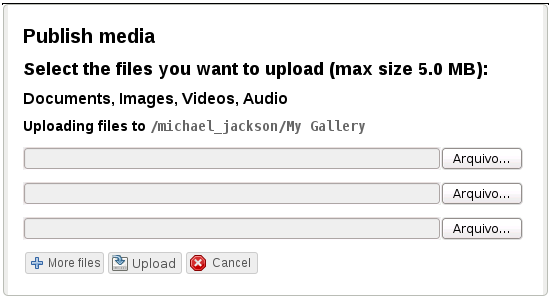 Publish media
Select the files you want to upload (max size 5.0 MB):
Documents, Images, Videos, Audio
Uploading files to /michael_jackson/My Gallery
Arquivo...
Arquivo...
Arquivo...
More files Upload Cancel